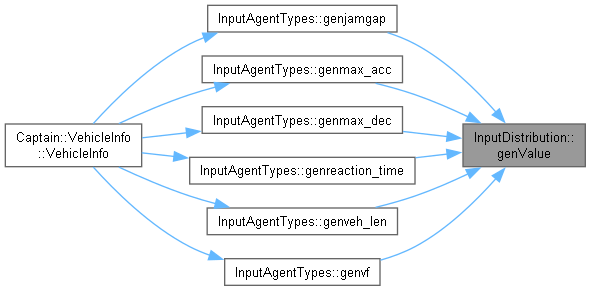 InputAgentTypes::genjamgap
InputAgentTypes::genmax_acc
InputAgentTypes::genmax_dec
Captain::VehicleInfo
::VehicleInfo
InputDistribution::
genValue
InputAgentTypes::genreaction_time
InputAgentTypes::genveh_len
InputAgentTypes::genvf